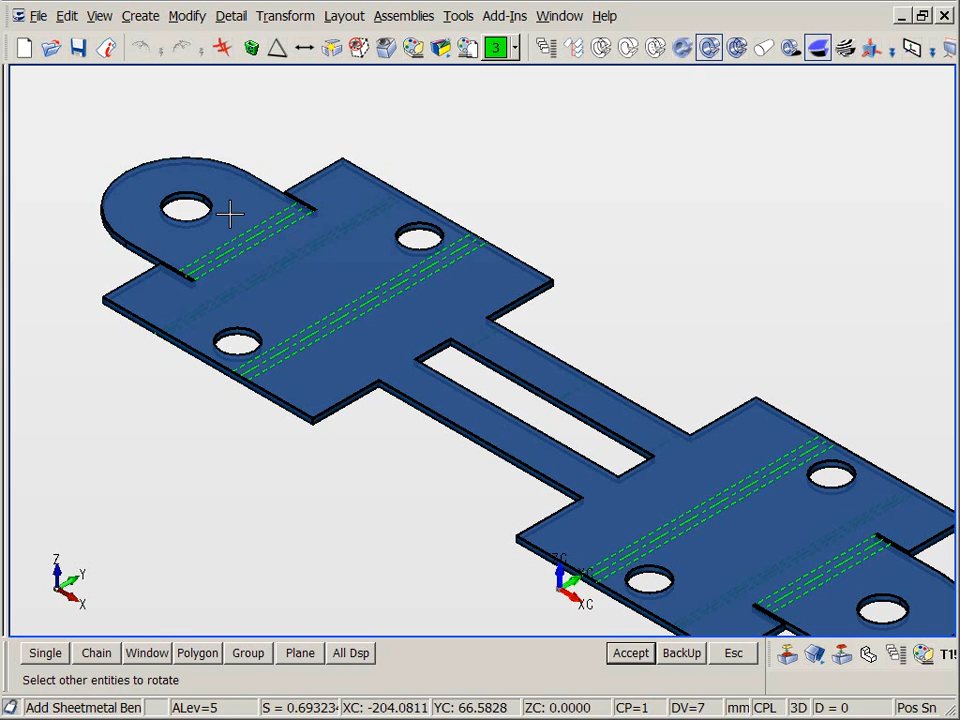 File Edit View Create Modify Detail Transform Layout Assemblies Tools Add-Ins Window Help
3
Z
Y
X
ZC
YC
XC
Single Chain Window Polygon Group Plane All Dsp Accept BackUp Esc
Select other entities to rotate
Add Sheetmetal Ben ALev=5 S = 0.69323 XC= -204.0811 YC: 66.5828 ZC: 0.0000 CP=1 DV=7 mm CPL 3D D = 0 Pos Sn